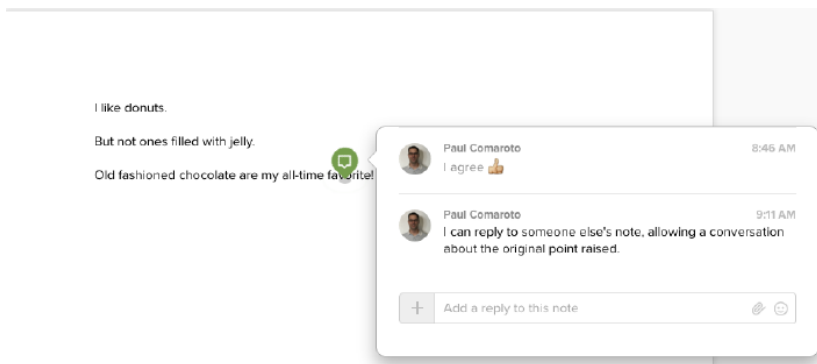 I like donuts.
But not ones filled with jelly.
Old fashioned chocolate are my all-time favorite!
Paul Comaroto 8:46 AM
I agree 👍
Paul Comaroto 9:11 AM
I can reply to someone else's note, allowing a conversation
about the original point raised.
Add a reply to this note